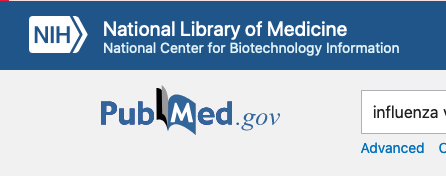 NIH National Library of Medicine
National Center for Biotechnology Information
PubMed.gov
influenza
Advanced